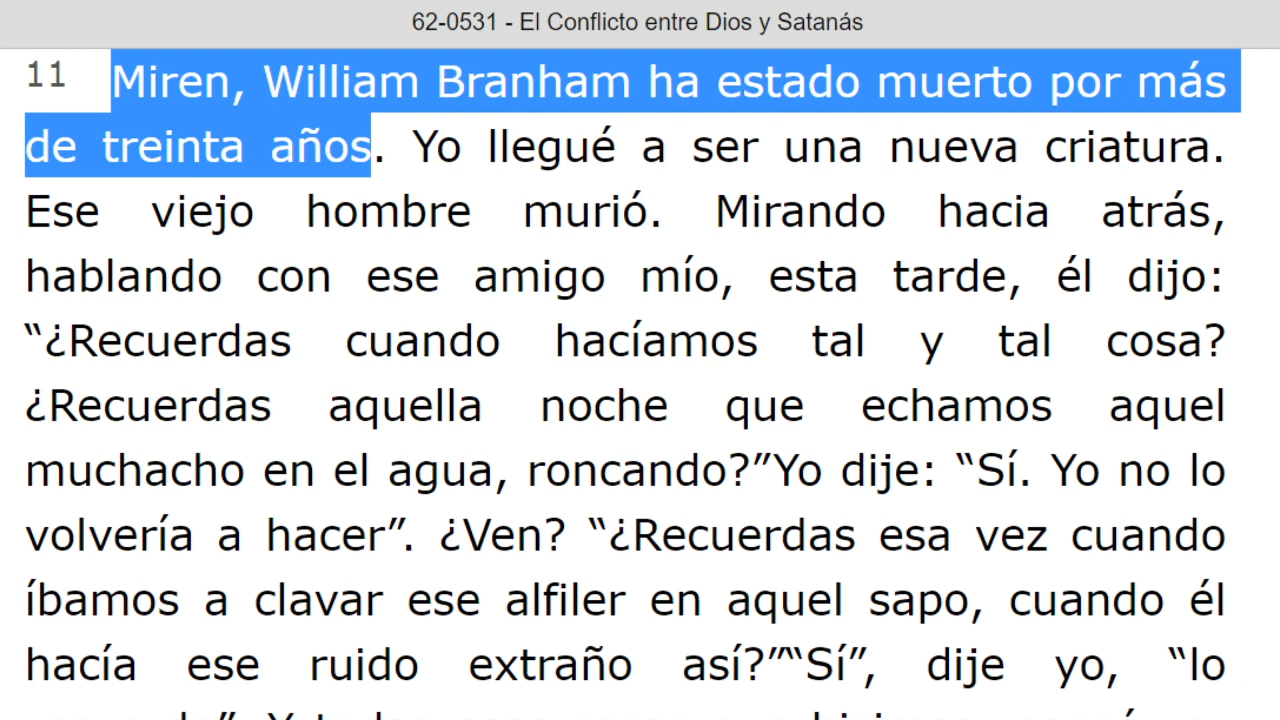 62-0531 - El Conflicto entre Dios y Satanás
11 Miren, William Branham ha estado muerto por más
de treinta años. Yo llegué a ser una nueva criatura.
Ese viejo hombre murió. Mirando hacia atrás,
hablando con ese amigo mío, esta tarde, él dijo:
“¿Recuerdas cuando hacíamos tal y tal cosa?
¿Recuerdas aquella noche que echamos aquel
muchacho en el agua, roncando?”Yo dije: “Sí. Yo no lo
volvería a hacer”. ¿Ven? “¿Recuerdas esa vez cuando
íbamos a clavar ese alfiler en aquel sapo, cuando él
hacía ese ruido extraño así?”“Sí”, dije yo, “lo